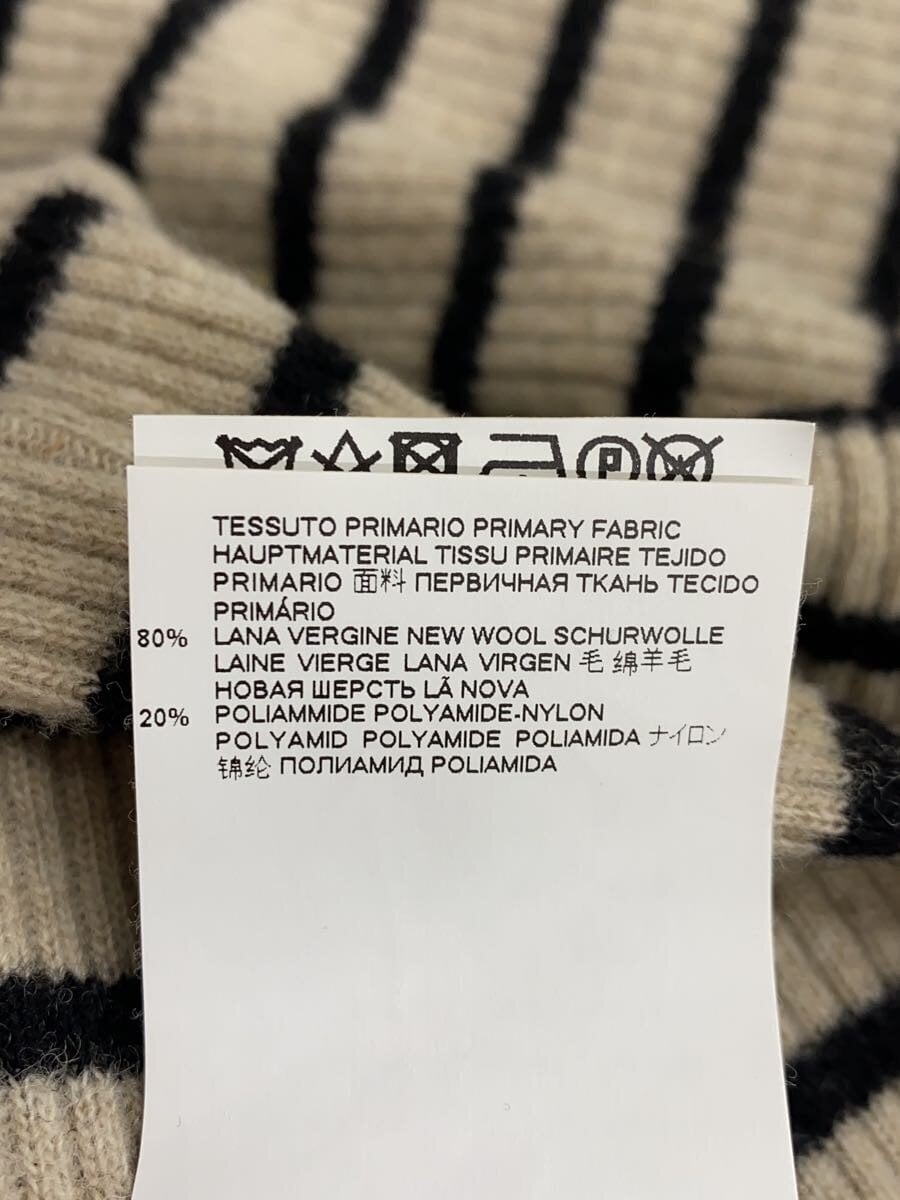 P
TESSUTO PRIMARIO PRIMARY FABRIC
HAUPTMATERIAL TISSU PRIMAIRE TEJIDO
PRIMARIO 面料 ПЕРВИЧНАЯ ТКАНЬ TECIDO
PRIMÁRIO
80% LANA VERGINE NEW WOOL SCHURWOLLE
LAINE VIERGE LANA VIRGEN 毛 绵羊毛
НОВАЯ ШЕРСТЬ LÃ NOVA
20% POLIAMMIDE POLYAMIDE-NYLON
POLYAMID POLYAMIDE POLIAMIDA ナイロン
锦纶 ПОЛИАМИД POLIAMIDA